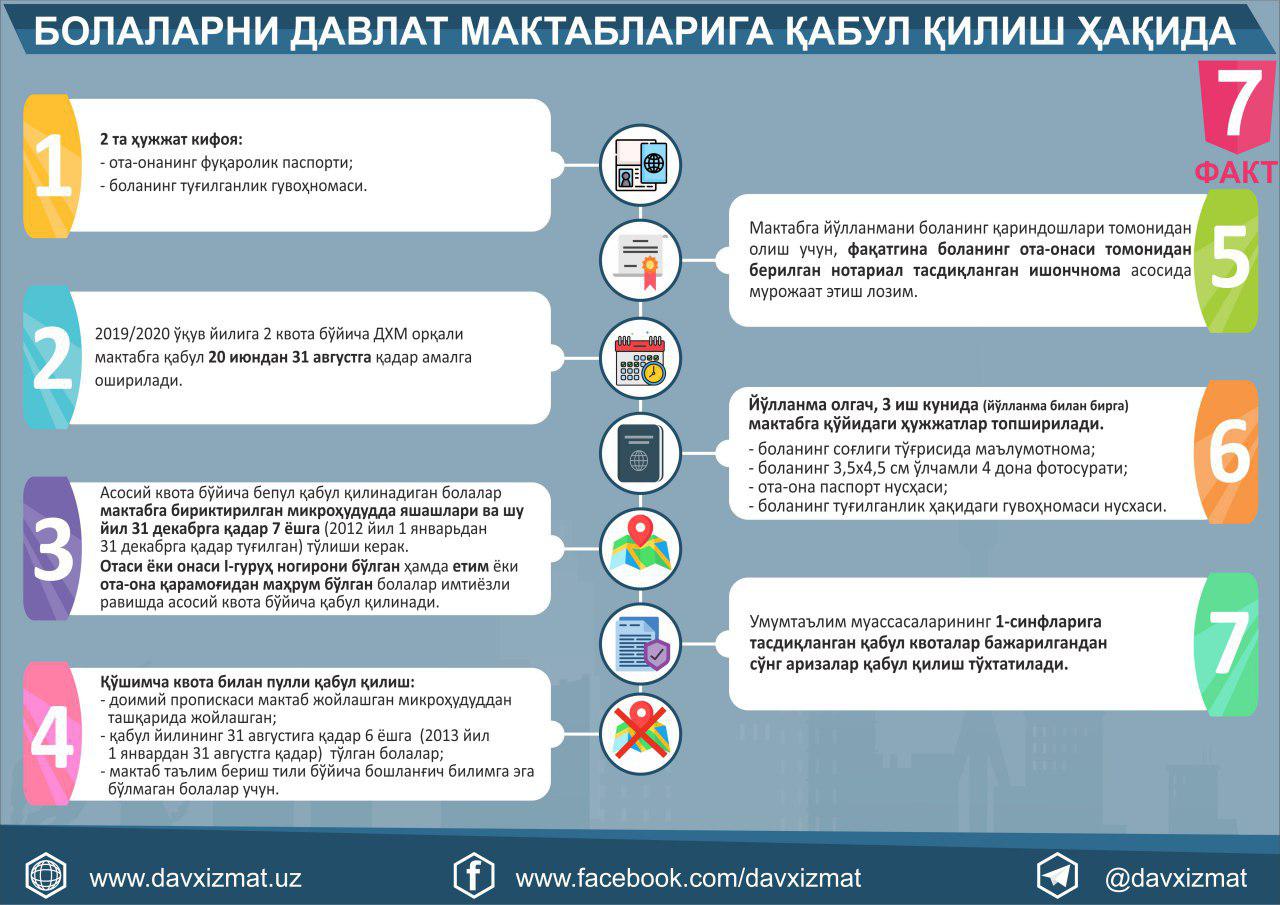 БОЛАЛАРНИ ДАВЛАТ МАКТАБЛАРИГА ҚАБУЛ ҚИЛИШ ҲАҚИДА
7
ФАКТ
1
2 та ҳужжат кифоя:
- ота-онанинг фуқаролик паспорти;
- боланинг туғилганлик гувоҳномаси.
2
2019/2020 ўқув йилига 2 квота бўйича ДХМ орқали
мактабга қабул 20 июндан 31 августга қадар амалга
оширилади.
3
Асосий квота бўйича бепул қабул қилинадиган болалар
мактабга бириктирилган микроҳудудда яшашлари ва шу
йил 31 декабрга қадар 7 ёшга (2012 йил 1 январьдан
31 декабрга қадар туғилган) тўлиши керак.
Отаси ёки онаси I-гуруҳ ногирони бўлган ҳамда етим ёки
ота-она қарамоғидан маҳрум бўлган болалар имтиёзли
равишда асосий квота бўйича қабул қилинади.
4
Қўшимча квота билан пулли қабул қилиш:
- доимий пропискаси мактаб жойлашган микроҳудуддан
ташқарида жойлашган;
- қабул йилининг 31 августига қадар 6 ёшга (2013 йил
1 январдан 31 августга қадар) тўлган болалар;
- мактаб таълим бериш тили бўйича бошланғич билимга эга
бўлмаган болалар учун.
5
Мактабга йўлланмани боланинг қариндошлари томонидан
олиш учун, фақатгина боланинг ота-онаси томонидан
берилган нотариал тасдиқланган ишончнома асосида
мурожаат этиш лозим.
6
Йўлланма олгач, 3 иш кунида (йўлланма билан бирга)
мактабга қўйидаги ҳужжатлар топширилади.
- боланинг соғлиги тўғрисида маълумотнома;
- боланинг 3,5х4,5 см ўлчамли 4 дона фотосурати;
- ота-она паспорт нусҳаси;
- боланинг туғилганлик ҳақидаги гувоҳномаси нусхаси.
7
Умумтаълим муассасаларининг 1-синфларига
тасдиқланган қабул квоталар бажарилгандан
сўнг аризалар қабул қилиш тўхтатилади.
www.davxizmat.uz
www.facebook.com/davxizmat
@davxizmat